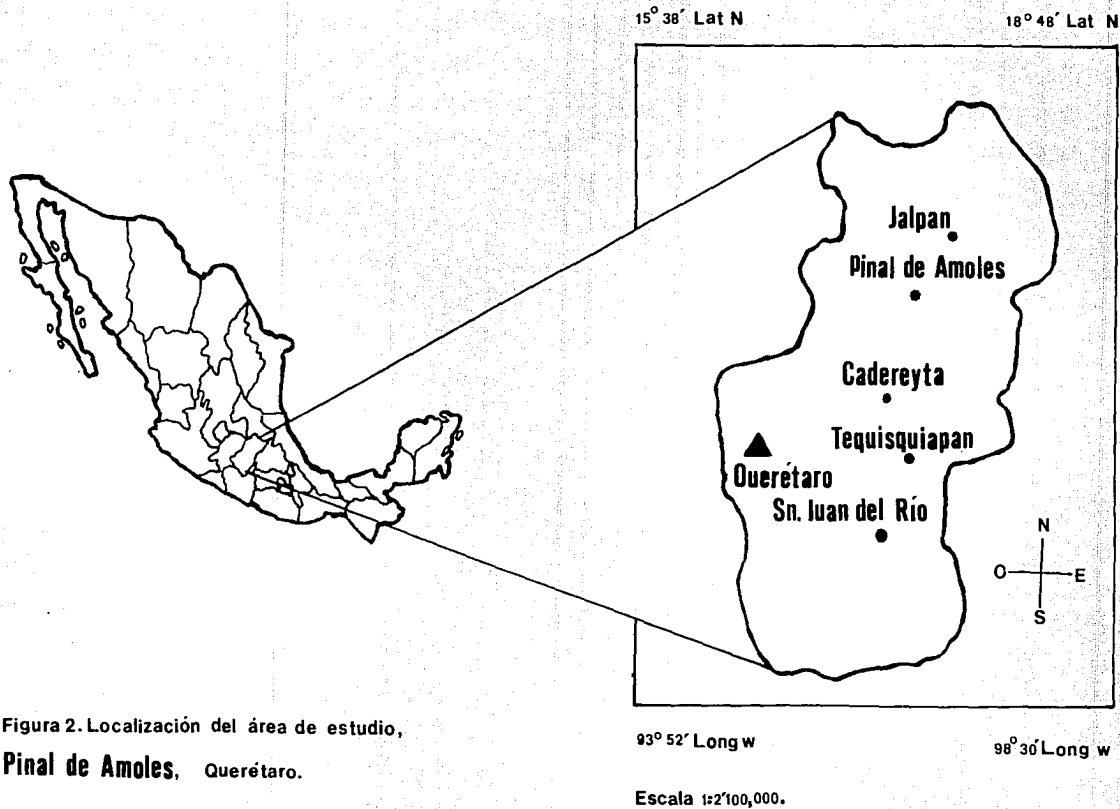 15° 38′ Lat N
18° 48′ Lat N
Jalpan
Pinal de Amoles
Cadereyta
Tequisquiapan
Querétaro
Sn. Juan del Río
N
O E
S
93° 52′ Long w
98° 30′ Long w
Escala 1:2′100,000.
Figura 2. Localización del área de estudio,
Pinal de Amoles, Querétaro.